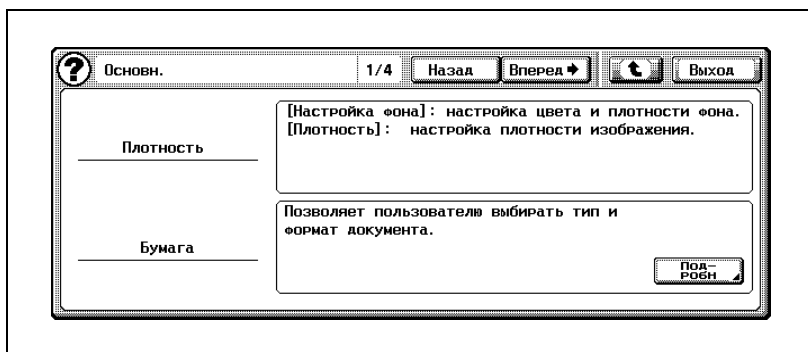 ? Основн. 1/4 Назад Вперед Выход
Плотность
[Настройка фона]: настройка цвета и плотности фона.
[Плотность]: настройка плотности изображения.
Бумага
Позволяет пользователю выбирать тип и
формат документа.
Под-
робн